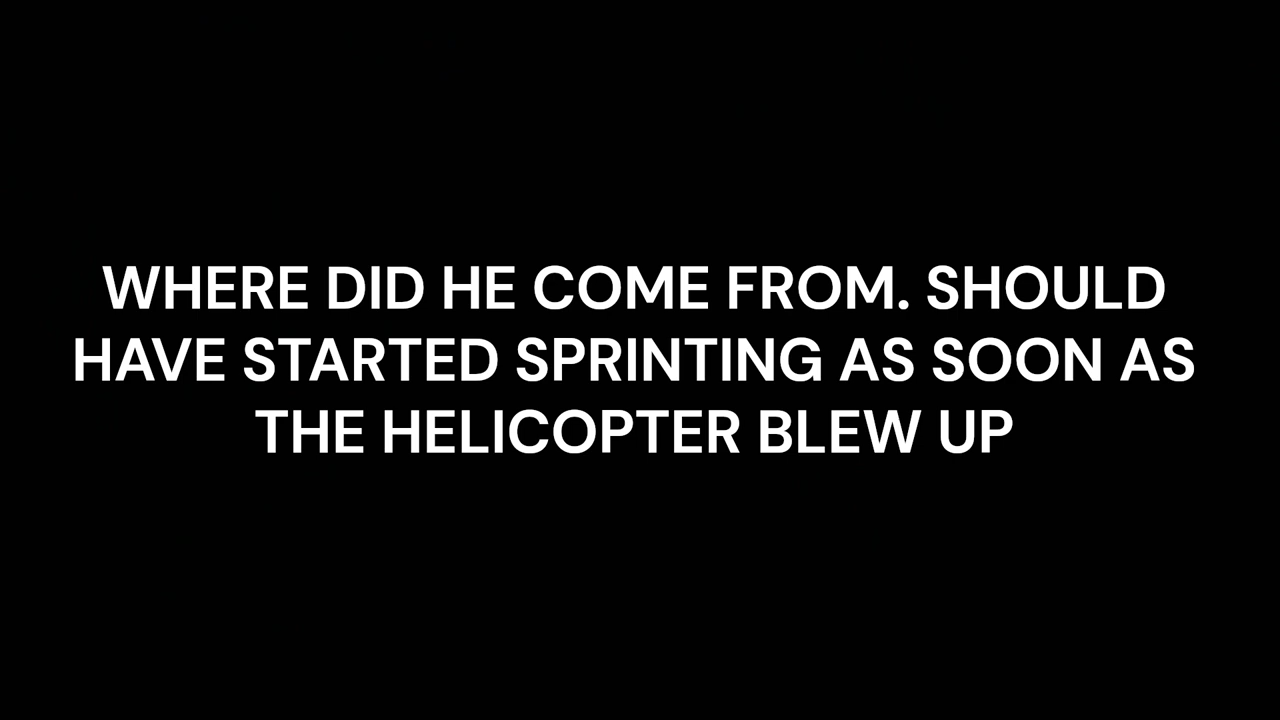 WHERE DID HE COME FROM. SHOULD
HAVE STARTED SPRINTING AS SOON AS
THE HELICOPTER BLEW UP